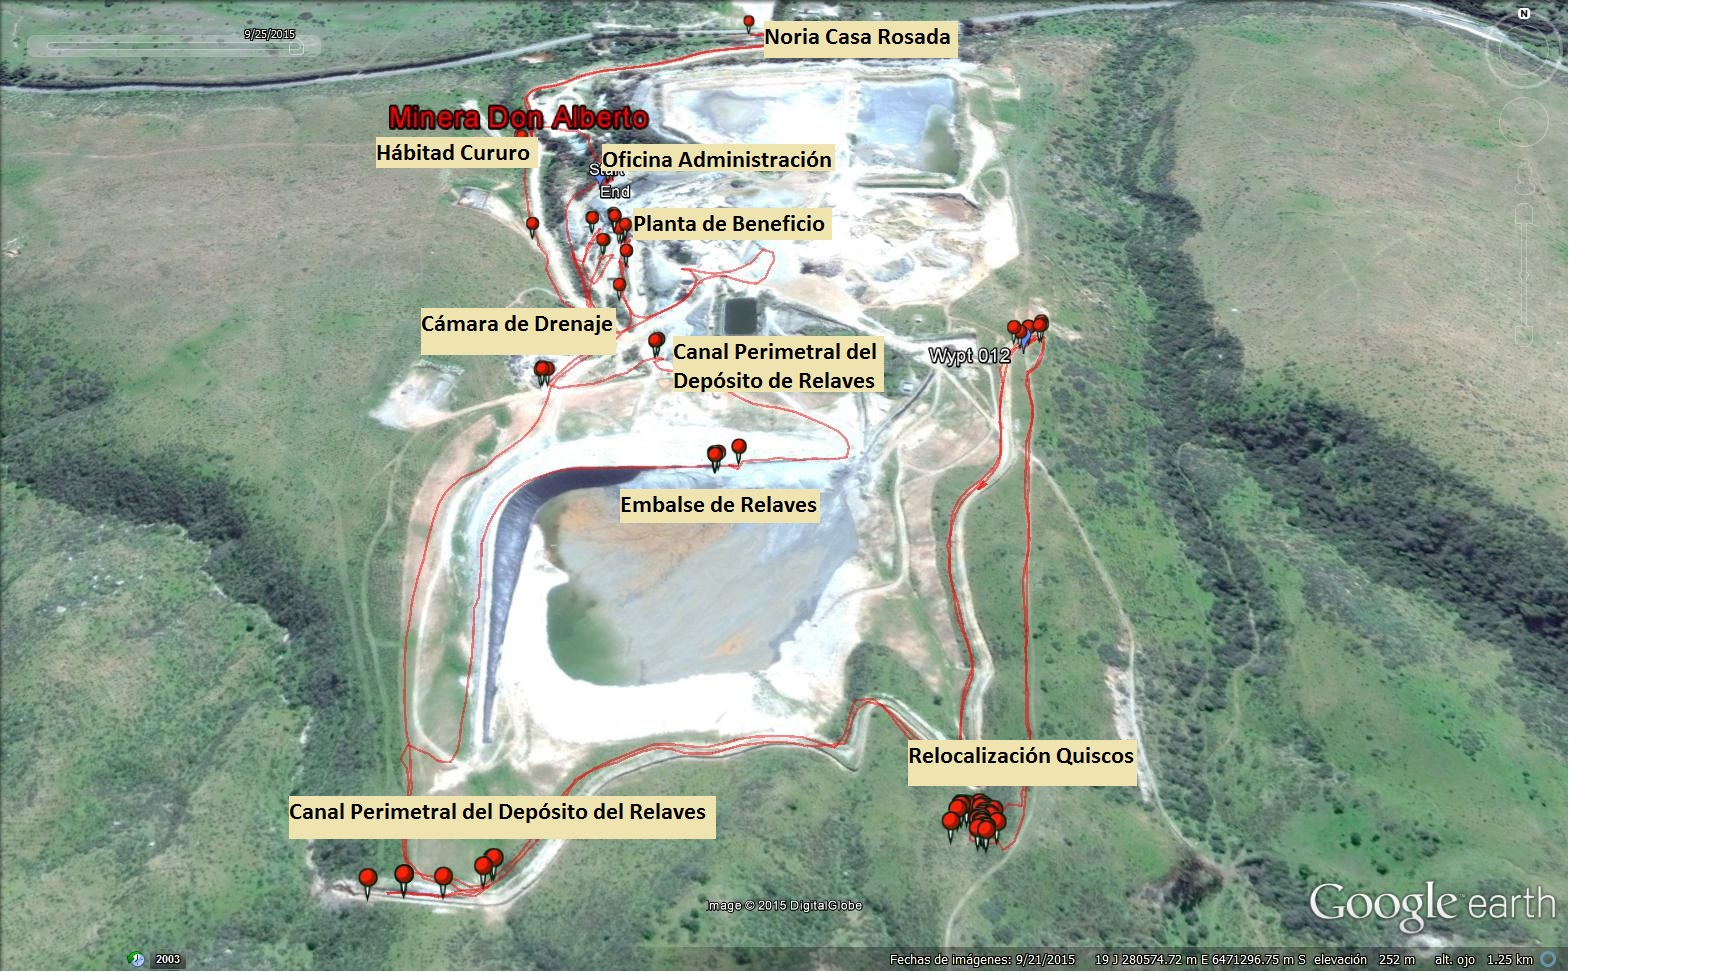 9/25/2015
N
Noria Casa Rosada
Minera Don Alberto
Hábitad Cururo
Oficina Administración
Start
End
Planta de Beneficio
Cámara de Drenaje
Canal Perimetral del
Depósito de Relaves
Wypt 012
Embalse de Relaves
Relocalización Quiscos
Canal Perimetral del Depósito del Relaves
Image © 2015 DigitalGlobe
Google earth
2003
Fechas de imágenes: 9/21/2015 19 J 280574.72 m E 6471296.75 m S elevación 252 m alt. ojo 1.25 km